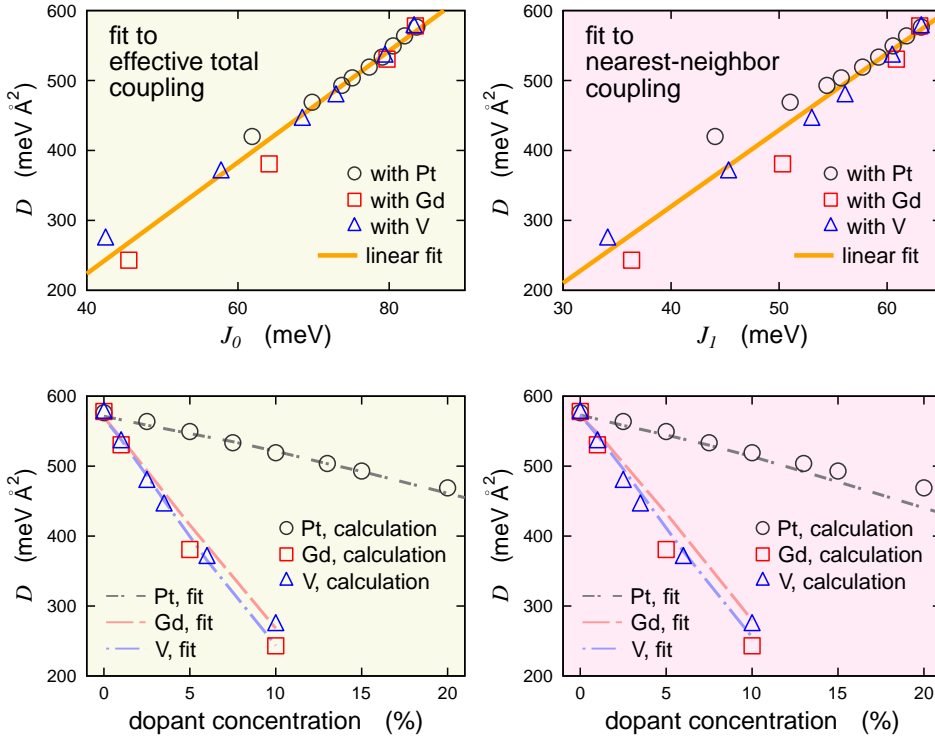 600
500
400
300
200
D (meV Å²)
fit to
effective total
coupling
with Pt
with Gd
with V
linear fit
40
60
80
J₀ (meV)
600
500
400
300
200
D (meV Å²)
fit to
nearest-neighbor
coupling
with Pt
with Gd
with V
linear fit
30
40
50
60
J₁ (meV)
600
500
400
300
200
D (meV Å²)
Pt, calculation
Gd, calculation
V, calculation
Pt, fit
Gd, fit
V, fit
0
5
10
15
20
dopant concentration (%)
600
500
400
300
200
D (meV Å²)
Pt, calculation
Gd, calculation
V, calculation
Pt, fit
Gd, fit
V, fit
0
5
10
15
20
dopant concentration (%)